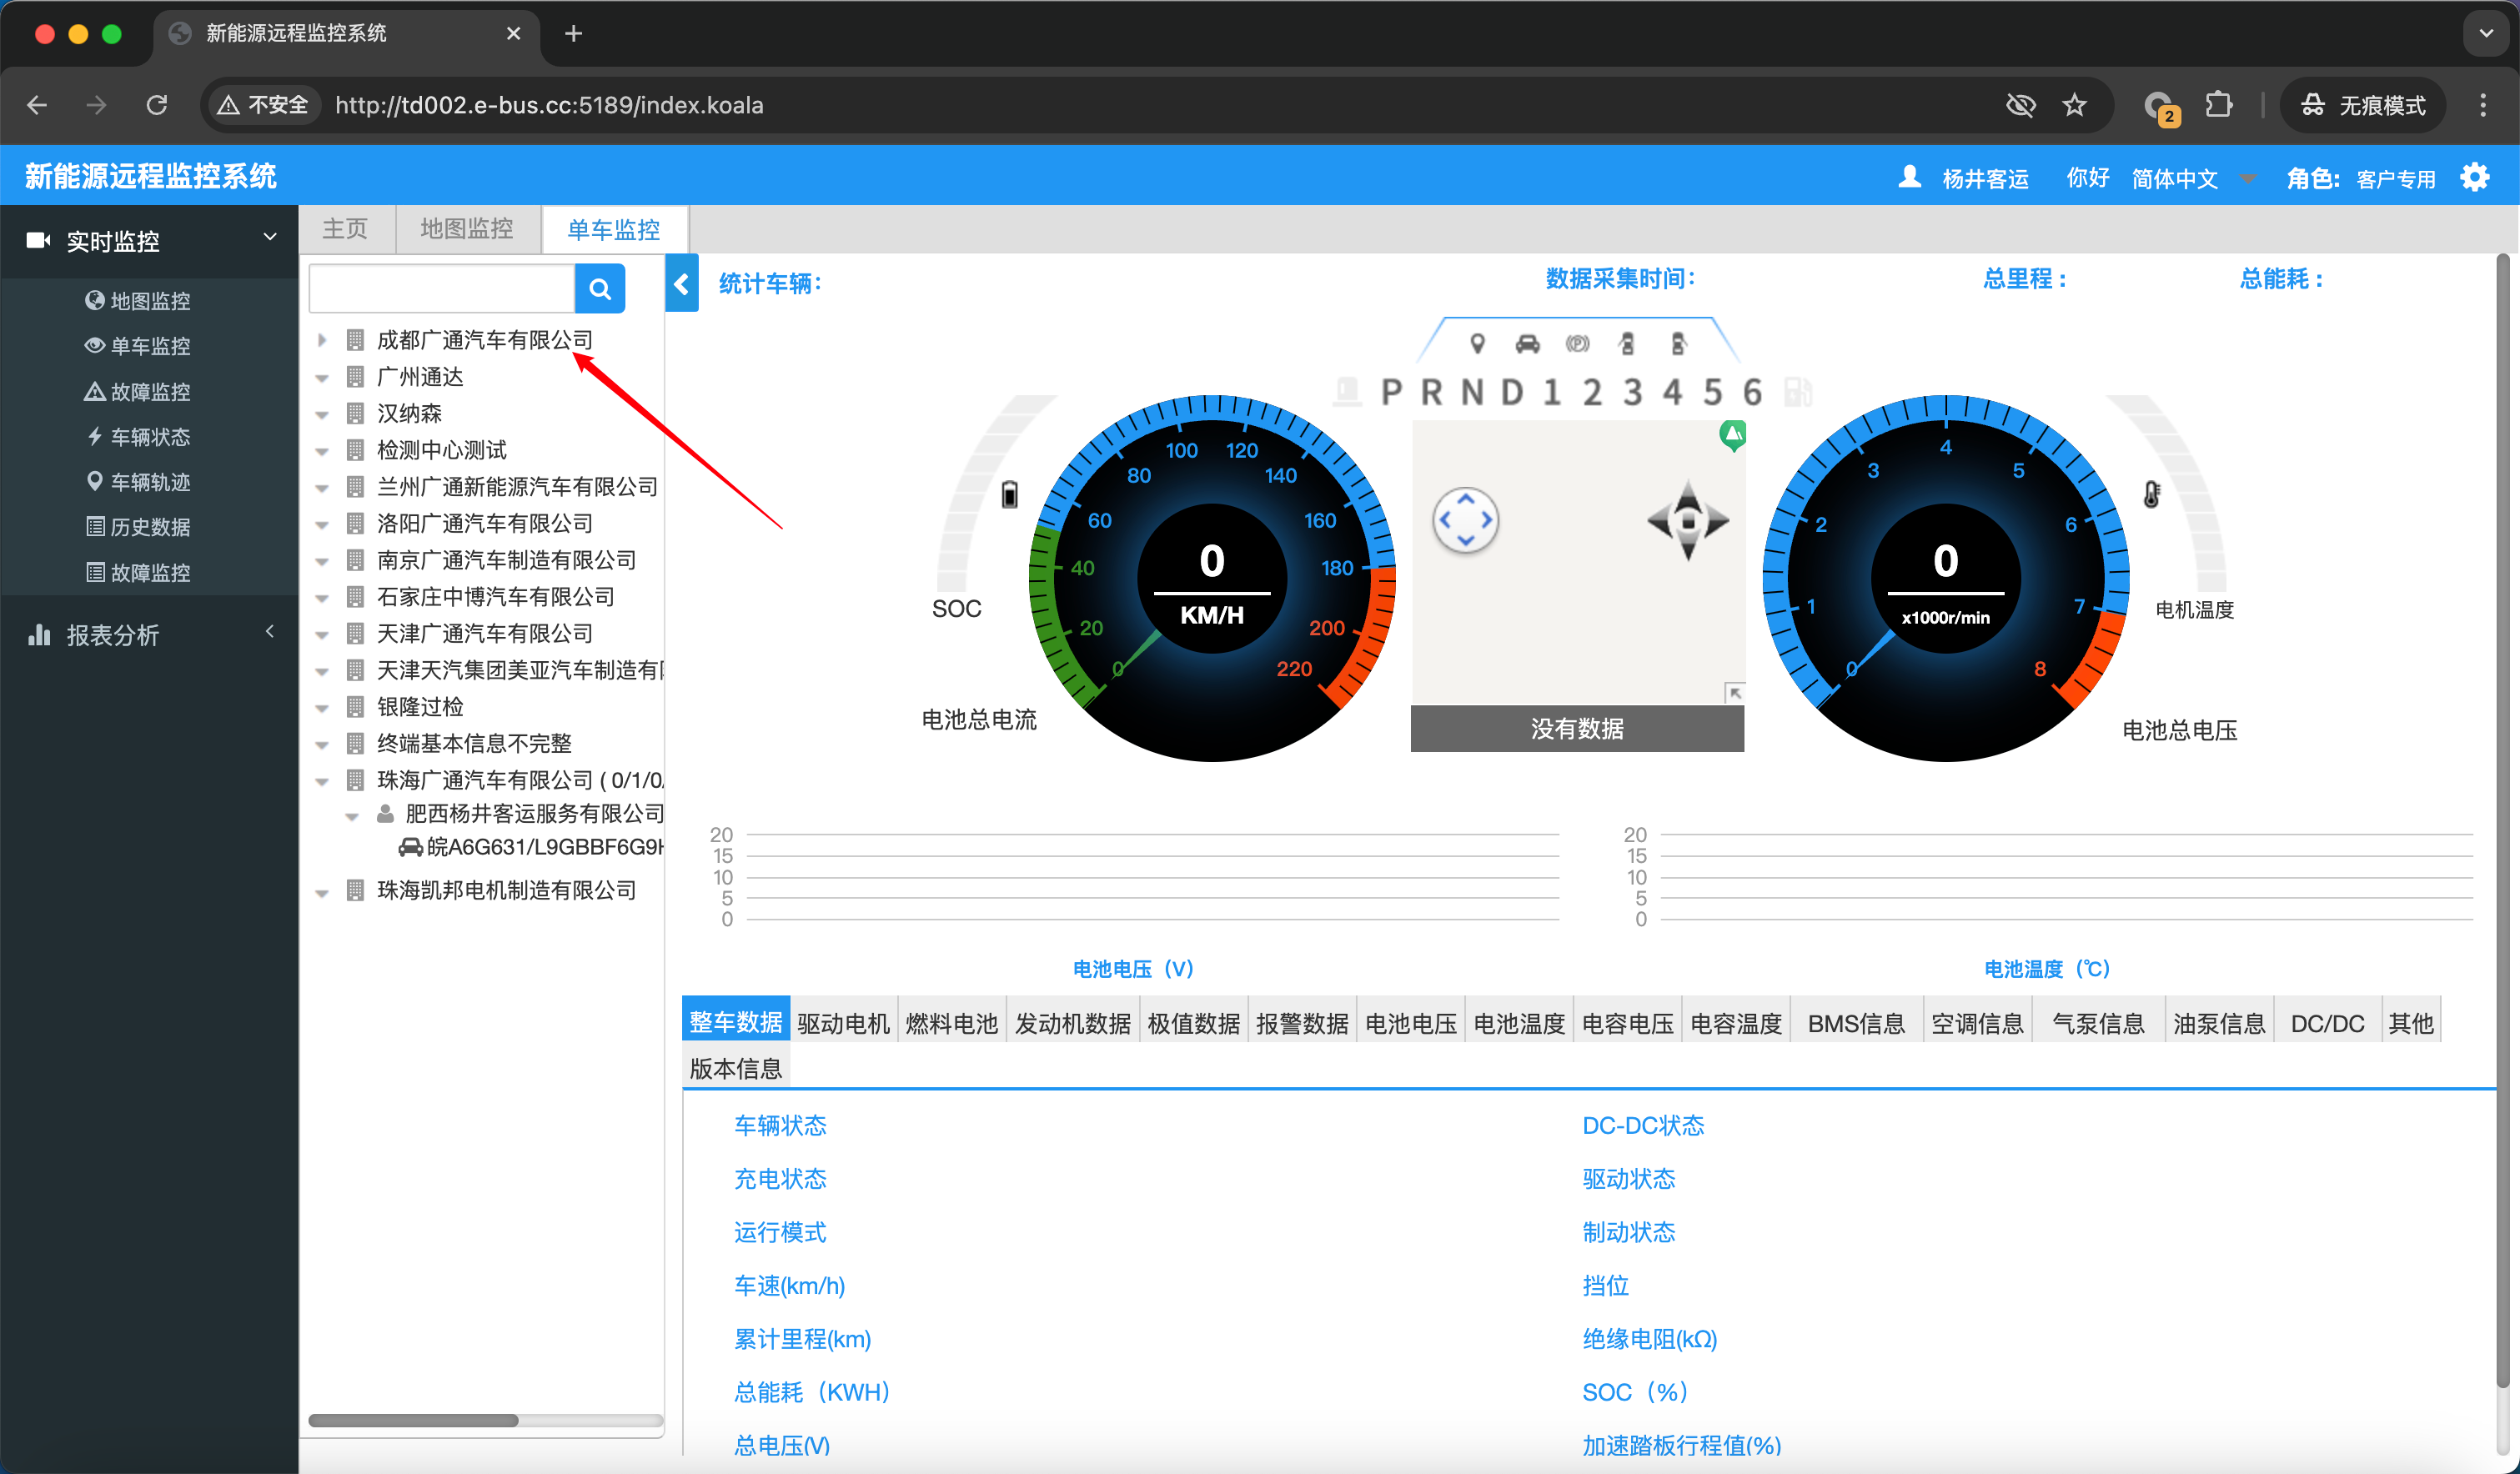 新能源远程监控系统
不安全 http://td002.e-bus.cc:5189/index.koala
2
无痕模式
新能源远程监控系统
杨井客运 你好 简体中文 角色: 客户专用
实时监控
地图监控
单车监控
故障监控
车辆状态
车辆轨迹
历史数据
故障监控
报表分析
主页 地图监控 单车监控
成都广通汽车有限公司
广州通达
汉纳森
检测中心测试
兰州广通新能源汽车有限公司
洛阳广通汽车有限公司
南京广通汽车制造有限公司
石家庄中博汽车有限公司
天津广通汽车有限公司
天津天汽集团美亚汽车制造有
银隆过检
终端基本信息不完整
珠海广通汽车有限公司 ( 0/1/0/
肥西杨井客运服务有限公司
皖A6G631/L9GBBF6G9H
珠海凯邦电机制造有限公司
统计车辆: 数据采集时间: 总里程 : 总能耗 :
P R N D 1 2 3 4 5 6
SOC
电池总电流
0 20 40 60 80 100 120 140 160 180 200 220
0
KM/H
没有数据
0 1 2 3 4 5 6 7 8
0
x1000r/min
电机温度
电池总电压
20
15
10
5
0
电池电压（V）
20
15
10
5
0
电池温度（℃）
整车数据 驱动电机 燃料电池 发动机数据 极值数据 报警数据 电池电压 电池温度 电容电压 电容温度 BMS信息 空调信息 气泵信息 油泵信息 DC/DC 其他
版本信息
车辆状态 DC-DC状态
充电状态 驱动状态
运行模式 制动状态
车速(km/h) 挡位
累计里程(km) 绝缘电阻(kΩ)
总能耗（KWH） SOC（%）
总电压(V) 加速踏板行程值(%)